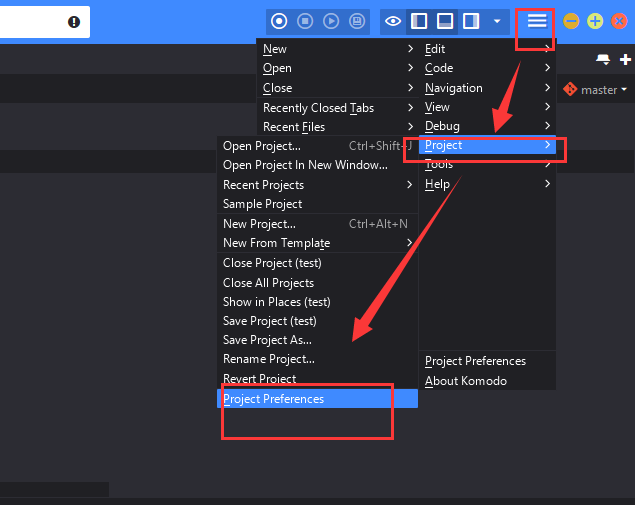 New
Open
Close
Recently Closed Tabs
Recent Files
Edit
Code
Navigation
View
Debug
Project
Tools
Help
Project Preferences
About Komodo
master
Open Project... Ctrl+Shift+J
Open Project In New Window...
Recent Projects
Sample Project
New Project... Ctrl+Alt+N
New From Template
Close Project (test)
Close All Projects
Show in Places (test)
Save Project (test)
Save Project As...
Rename Project...
Revert Project
Project Preferences